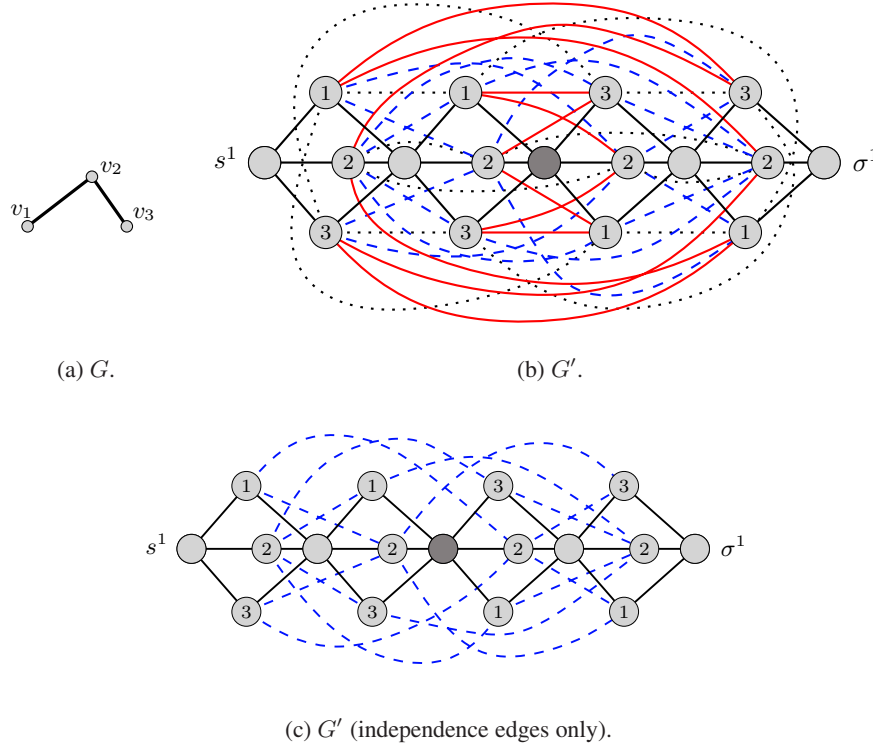 1 1 3 3
s¹ 2 2 2 2 σ¹
v₂
v₁ v₃
3 3 1 1
(a) G.
(b) G′.
1 1 3 3
s¹ 2 2 2 2 σ¹
3 3 1 1
(c) G′ (independence edges only).